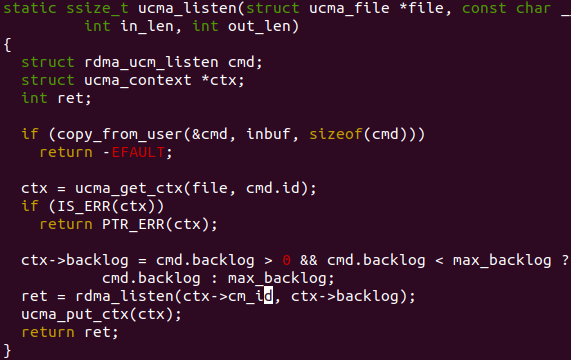 static ssize_t ucma_listen(struct ucma_file *file, const char _
int in_len, int out_len)
{
struct rdma_ucm_listen cmd;
struct ucma_context *ctx;
int ret;
if (copy_from_user(&cmd, inbuf, sizeof(cmd)))
return -EFAULT;
ctx = ucma_get_ctx(file, cmd.id);
if (IS_ERR(ctx))
return PTR_ERR(ctx);
ctx->backlog = cmd.backlog > 0 && cmd.backlog < max_backlog ?
cmd.backlog : max_backlog;
ret = rdma_listen(ctx->cm_id, ctx->backlog);
ucma_put_ctx(ctx);
return ret;
}